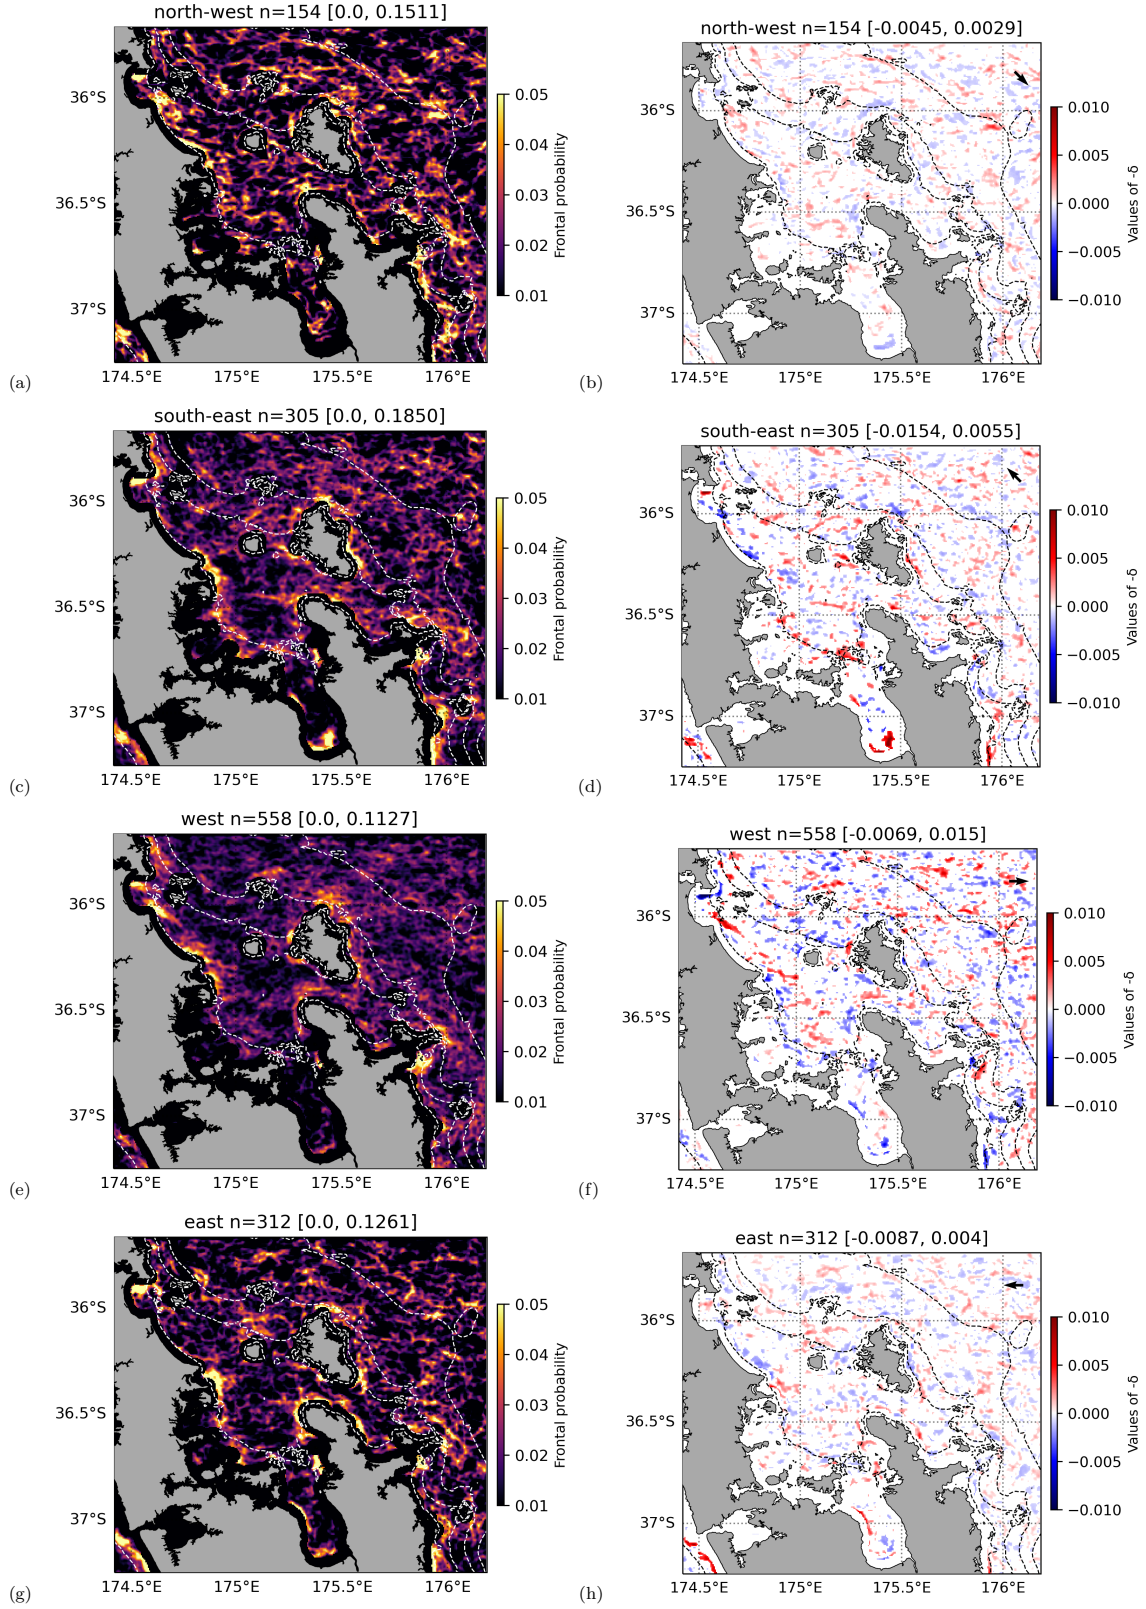 north-west n=154 [0.0, 0.1511]
36°S
36.5°S
37°S
174.5°E 175°E 175.5°E 176°E
0.05
0.04
0.03
0.02
0.01
Frontal probability
(a)
north-west n=154 [-0.0045, 0.0029]
36°S
36.5°S
37°S
174.5°E 175°E 175.5°E 176°E
0.010
0.005
0.000
−0.005
−0.010
Values of -δ
(b)
south-east n=305 [0.0, 0.1850]
36°S
36.5°S
37°S
174.5°E 175°E 175.5°E 176°E
0.05
0.04
0.03
0.02
0.01
Frontal probability
(c)
south-east n=305 [-0.0154, 0.0055]
36°S
36.5°S
37°S
174.5°E 175°E 175.5°E 176°E
0.010
0.005
0.000
−0.005
−0.010
Values of -δ
(d)
west n=558 [0.0, 0.1127]
36°S
36.5°S
37°S
174.5°E 175°E 175.5°E 176°E
0.05
0.04
0.03
0.02
0.01
Frontal probability
(e)
west n=558 [-0.0069, 0.015]
36°S
36.5°S
37°S
174.5°E 175°E 175.5°E 176°E
0.010
0.005
0.000
−0.005
−0.010
Values of -δ
(f)
east n=312 [0.0, 0.1261]
36°S
36.5°S
37°S
174.5°E 175°E 175.5°E 176°E
0.05
0.04
0.03
0.02
0.01
Frontal probability
(g)
east n=312 [-0.0087, 0.004]
36°S
36.5°S
37°S
174.5°E 175°E 175.5°E 176°E
0.010
0.005
0.000
−0.005
−0.010
Values of -δ
(h)